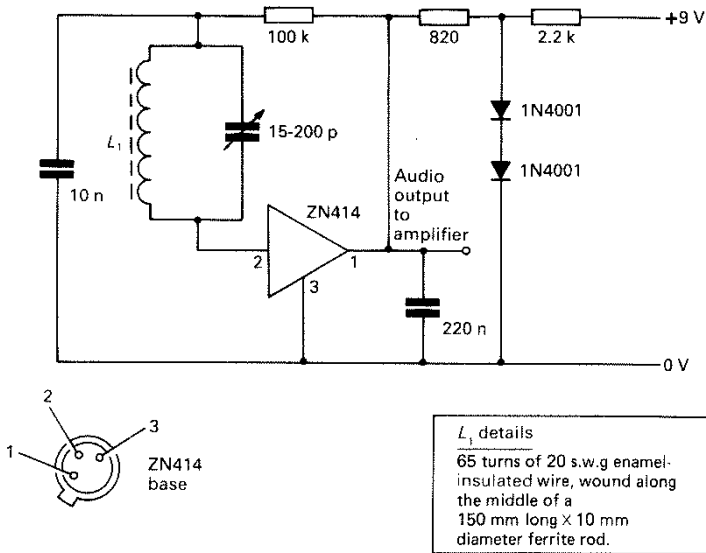 100 k
820
2.2 k
+9 V
1N4001
L1
15-200 p
1N4001
10 n
ZN414
Audio
output
to
amplifier
2
1
3
220 n
0 V
2
3
1
ZN414
base
L1 details
65 turns of 20 s.w.g enamel-
insulated wire, wound along
the middle of a
150 mm long × 10 mm
diameter ferrite rod.